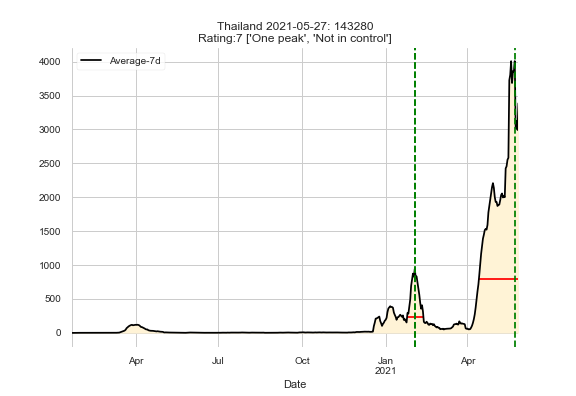 Thailand 2021-05-27: 143280
Rating:7 ['One peak', 'Not in control']
Average-7d
4000
3500
3000
2500
2000
1500
1000
500
0
Apr
Jul
Oct
Jan
2021
Apr
Date